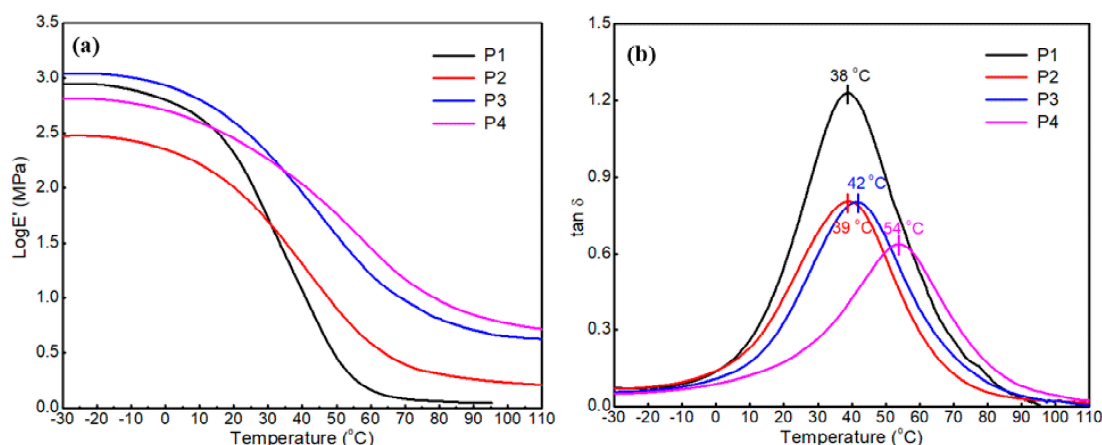 (a)
P1
P2
P3
P4
3.5
3.0
2.5
2.0
1.5
1.0
0.5
0.0
LogE' (MPa)
-30 -20 -10 0 10 20 30 40 50 60 70 80 90 100 110
Temperature (°C)
(b)
P1
P2
P3
P4
38 °C
42 °C
39 °C
54 °C
1.5
1.2
0.9
0.6
0.3
0.0
tan δ
-30 -20 -10 0 10 20 30 40 50 60 70 80 90 100 110
Temperature (°C)